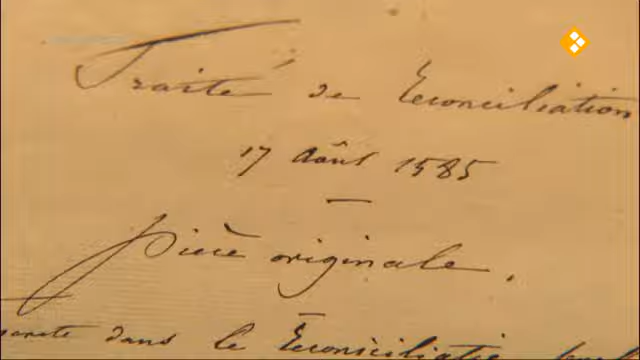 Traité de Réconciliation
17 Août 1585
—
pièce originale.
dans le Réconciliation